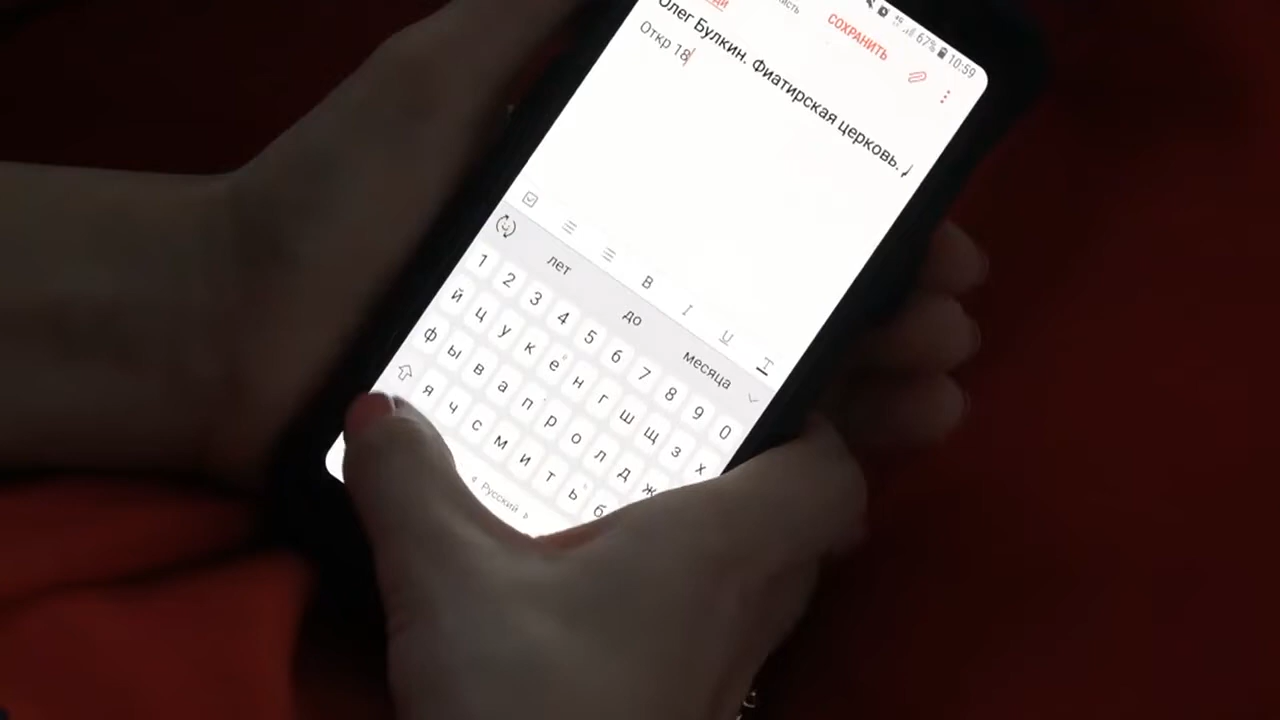 4G 67% 10:59
СОХРАНИТЬ
Олег Булкин. Фиатирская церковь.
Откр 18
B I U T
лет до месяца
1 2 3 4 5 6 7 8 9 0
й ц у к е н г ш щ з х
ф ы в а п р о л д ж
я ч с м и т ь б
Русский